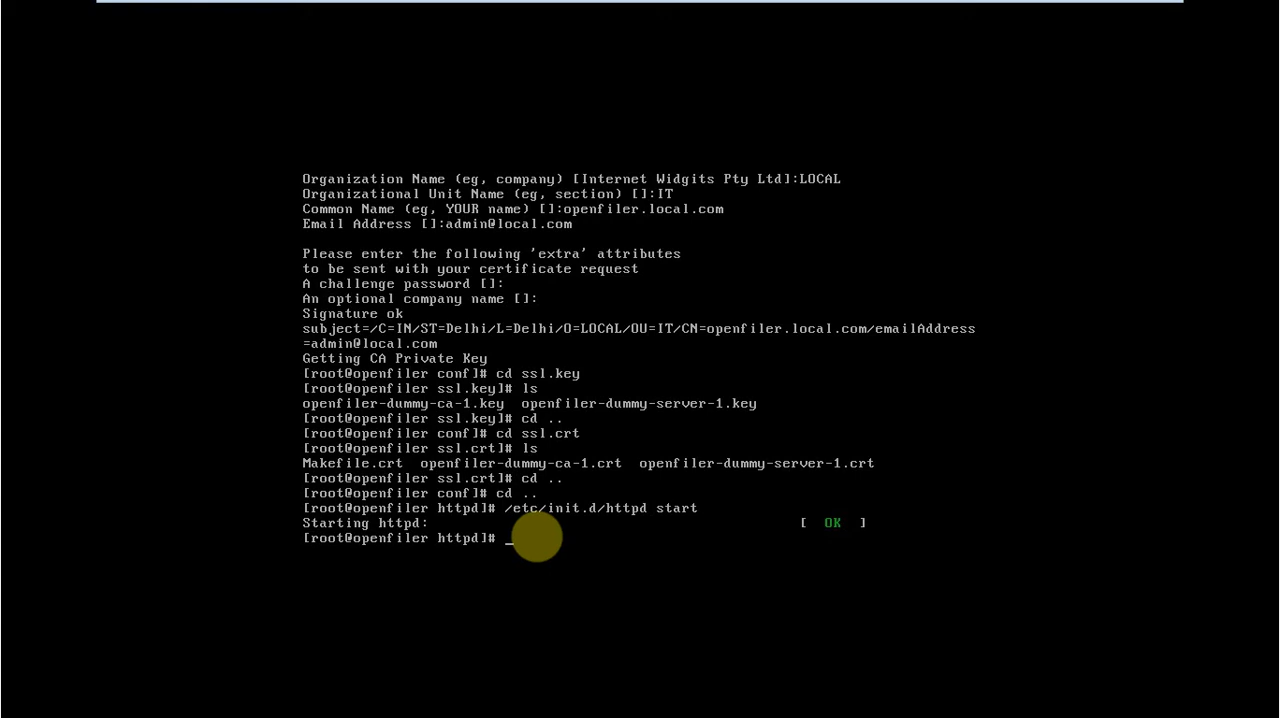 Organization Name (eg, company) [Internet Widgits Pty Ltd]:LOCAL
Organizational Unit Name (eg, section) []:IT
Common Name (eg, YOUR name) []:openfiler.local.com
Email Address []:admin@local.com
Please enter the following 'extra' attributes
to be sent with your certificate request
A challenge password []:
An optional company name []:
Signature ok
subject=/C=IN/ST=Delhi/L=Delhi/O=LOCAL/OU=IT/CN=openfiler.local.com/emailAddress
=admin@local.com
Getting CA Private Key
[root@openfiler conf]# cd ssl.key
[root@openfiler ssl.key]# ls
openfiler-dummy-ca-1.key  openfiler-dummy-server-1.key
[root@openfiler ssl.key]# cd ..
[root@openfiler conf]# cd ssl.crt
[root@openfiler ssl.crt]# ls
Makefile.crt  openfiler-dummy-ca-1.crt  openfiler-dummy-server-1.crt
[root@openfiler ssl.crt]# cd ..
[root@openfiler conf]# cd ..
[root@openfiler httpd]# /etc/init.d/httpd start
Starting httpd: [  OK  ]
[root@openfiler httpd]# _